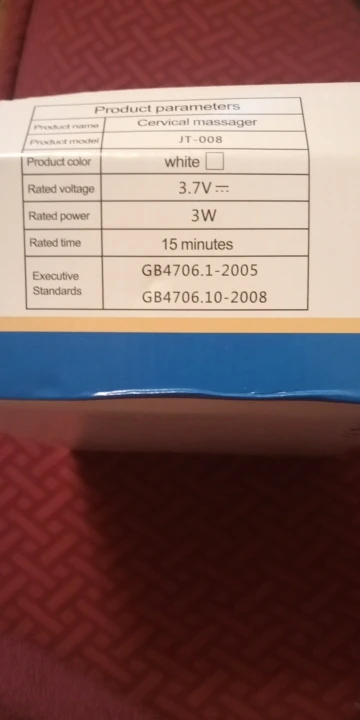 Product parameters
Product name Cervical massager
Product model JT-008
Product color white □
Rated voltage 3.7V⎓
Rated power 3W
Rated time 15 minutes
Executive Standards GB4706.1-2005
GB4706.10-2008